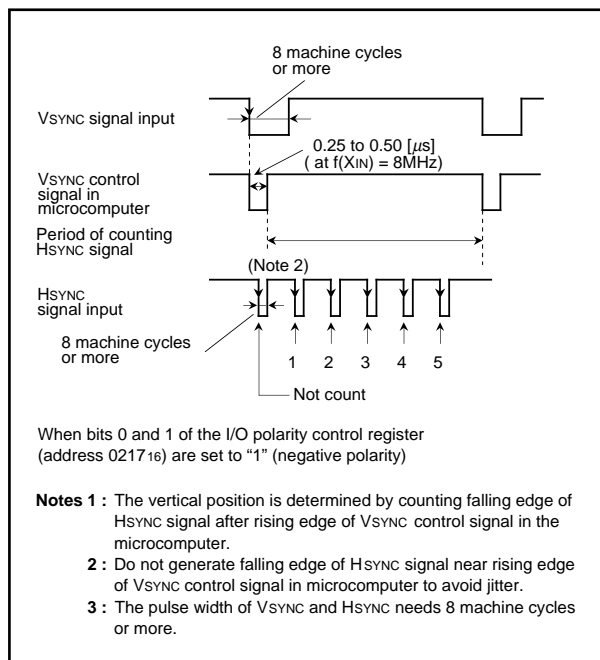 8 machine cycles
or more
VSYNC signal input
0.25 to 0.50 [μs]
( at f(XIN) = 8MHz)
VSYNC control
signal in
microcomputer
Period of counting
HSYNC signal
(Note 2)
HSYNC
signal input
8 machine cycles
or more
1 2 3 4 5
Not count
When bits 0 and 1 of the I/O polarity control register
(address 021716) are set to “1” (negative polarity)
Notes 1 : The vertical position is determined by counting falling edge of
HSYNC signal after rising edge of VSYNC control signal in the
microcomputer.
2 : Do not generate falling edge of HSYNC signal near rising edge
of VSYNC control signal in microcomputer to avoid jitter.
3 : The pulse width of VSYNC and HSYNC needs 8 machine cycles
or more.